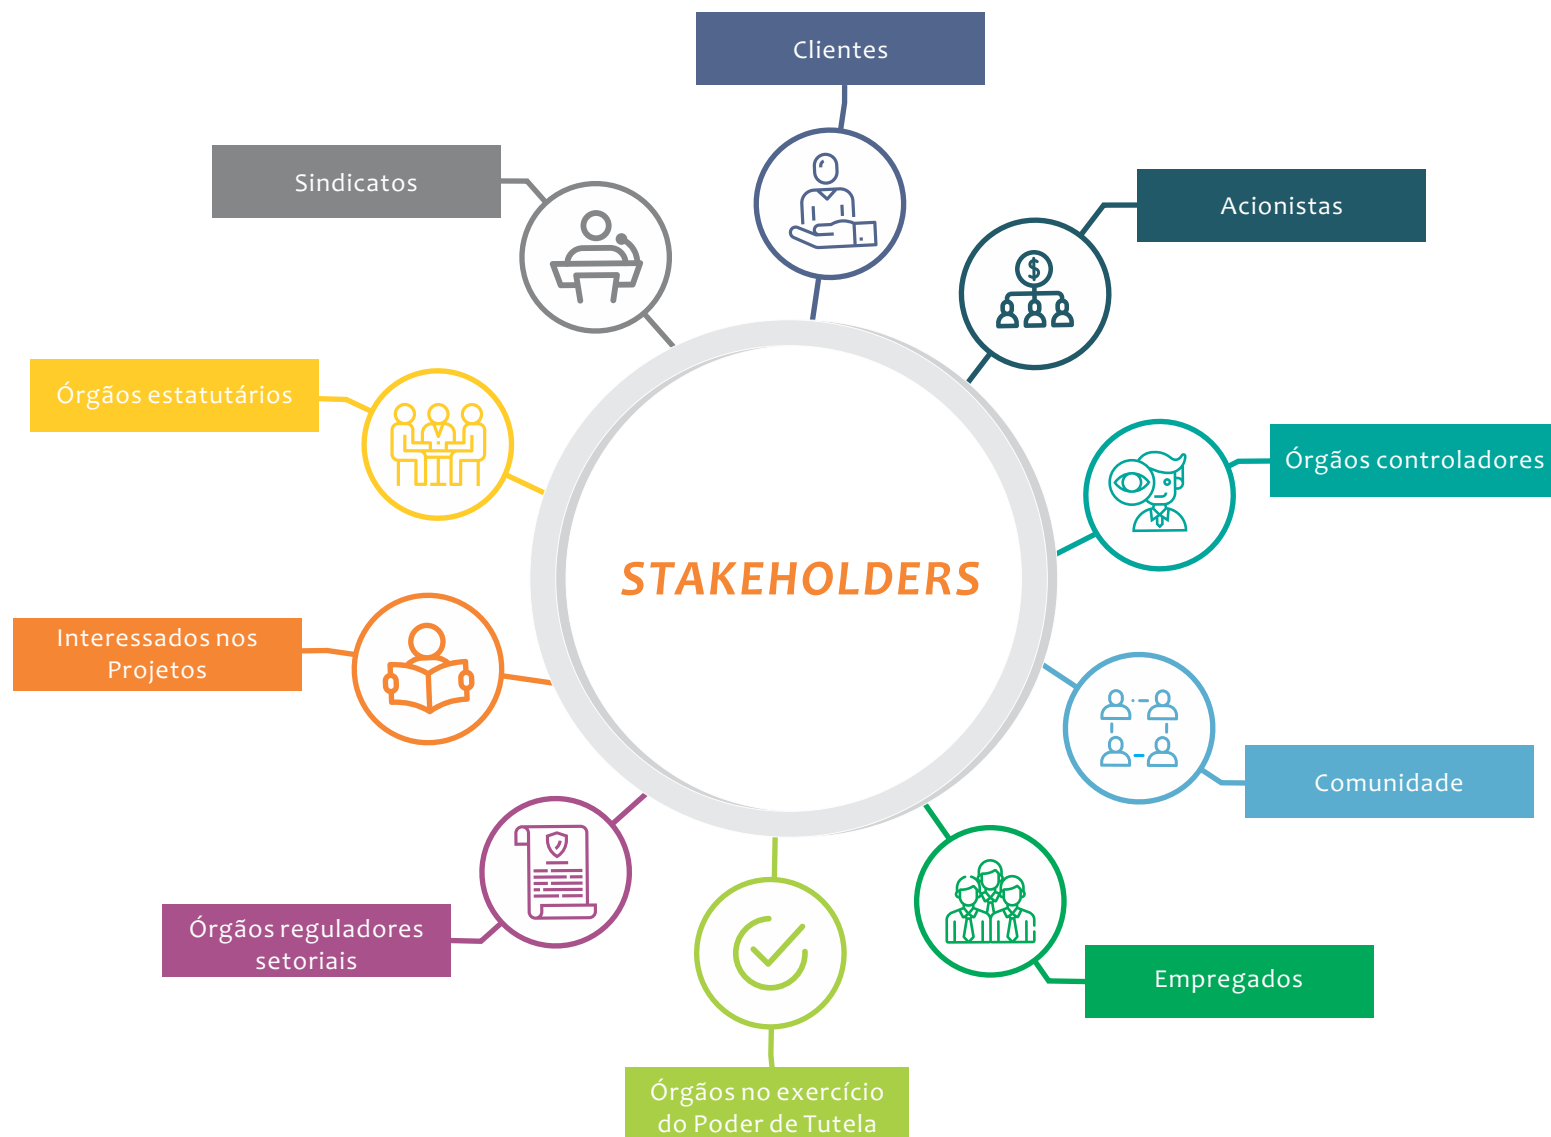 Clientes
Sindicatos
Acionistas
Órgãos estatutários
Órgãos controladores
STAKEHOLDERS
Interessados nos
Projetos
Comunidade
Órgãos reguladores
setoriais
Empregados
Órgãos no exercício
do Poder de Tutela
$